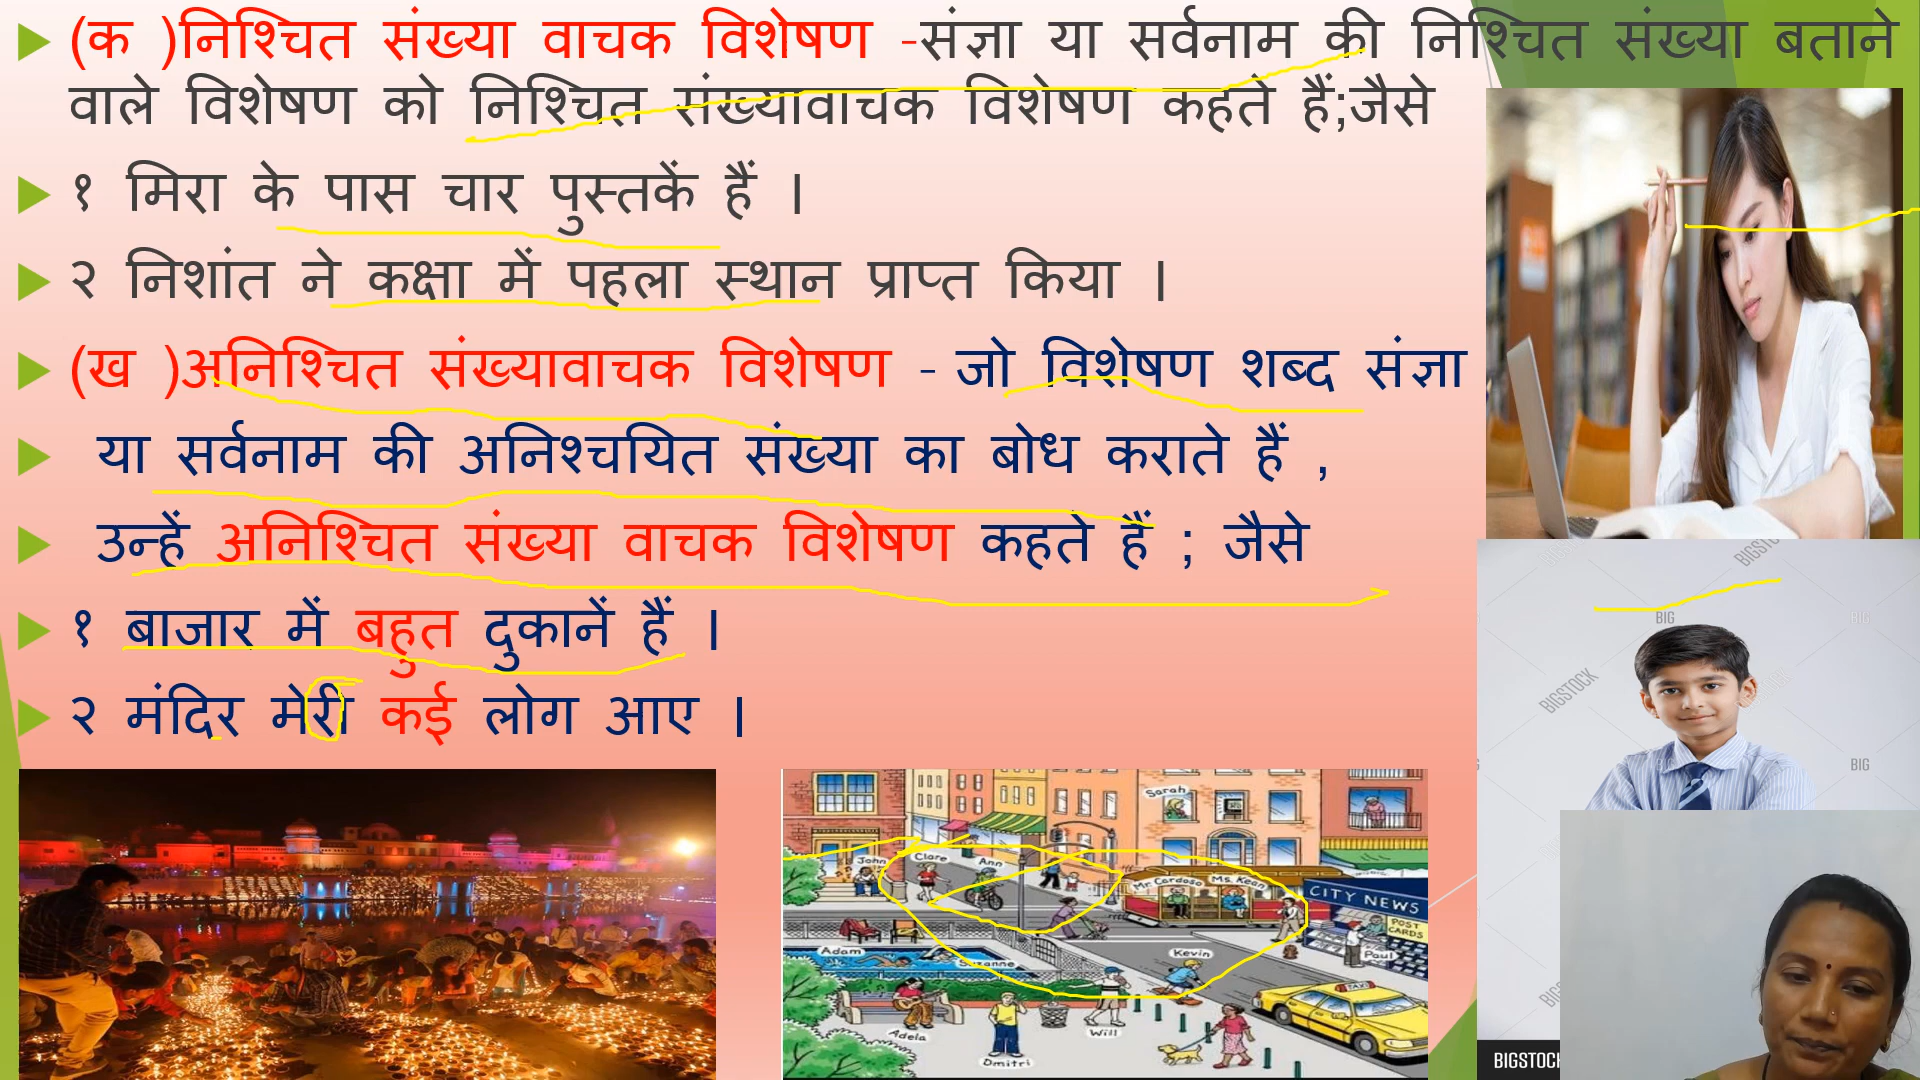 (क )निश्चित संख्या वाचक विशेषण -संज्ञा या सर्वनाम की निश्चित संख्या बताने
वाले विशेषण को निश्चित संख्यावाचक विशेषण कहते हैं;जैसे
१ मिरा के पास चार पुस्तकें हैं ।
२ निशांत ने कक्षा में पहला स्थान प्राप्त किया ।
(ख )अनिश्चित संख्यावाचक विशेषण - जो विशेषण शब्द संज्ञा
या सर्वनाम की अनिश्चयित संख्या का बोध कराते हैं ,
उन्हें अनिश्चित संख्या वाचक विशेषण कहते हैं ; जैसे
१ बाजार में बहुत दुकानें हैं ।
२ मंदिर मेरी कई लोग आए ।
Sarah
John
Clare
Ann
Mr. Cardoso
Ms. Kean
CITY NEWS
POST CARDS
Adam
Suzanne
Kevin
Paul
TAXI
Adela
Dmitri
Will
BIG
BIGSTOCK
BIG
BIGSTOCK